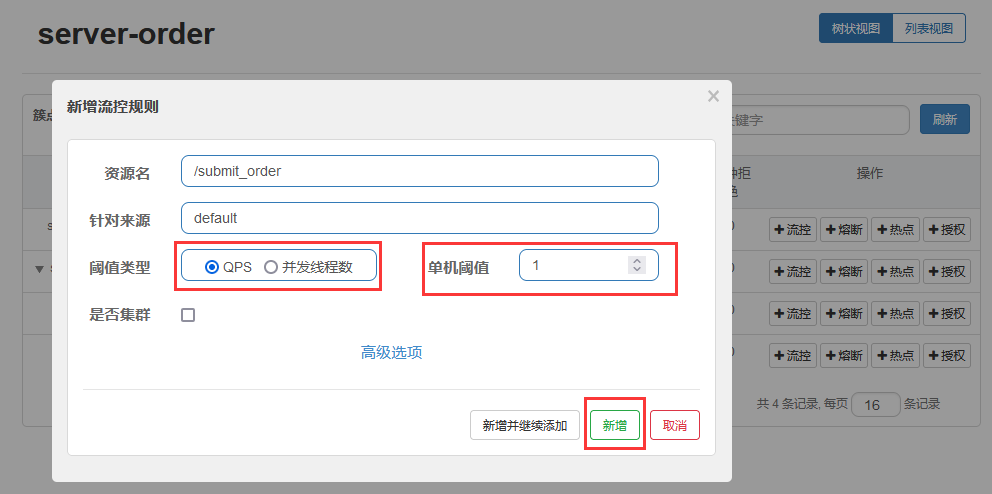 server-order
树状视图 列表视图
新增流控规则 ×
簇点 关键字 刷新
资源名 /submit_order
操作
针对来源 default
阈值类型 QPS 并发线程数 单机阈值 1
+流控 +熔断 +热点 +授权
+流控 +熔断 +热点 +授权
是否集群
+流控 +熔断 +热点 +授权
高级选项
+流控 +熔断 +热点 +授权
共 4 条记录, 每页 16 条记录
新增并继续添加 新增 取消